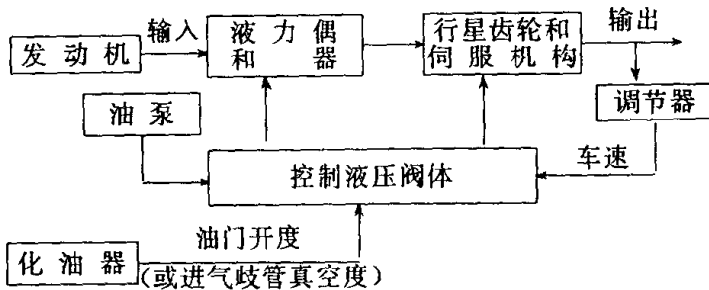 发动机
输入
液力偶
和器
行星齿轮和
伺服机构
输出
油泵
调节器
控制液压阀体
车速
化油器
油门开度
(或进气歧管真空度)